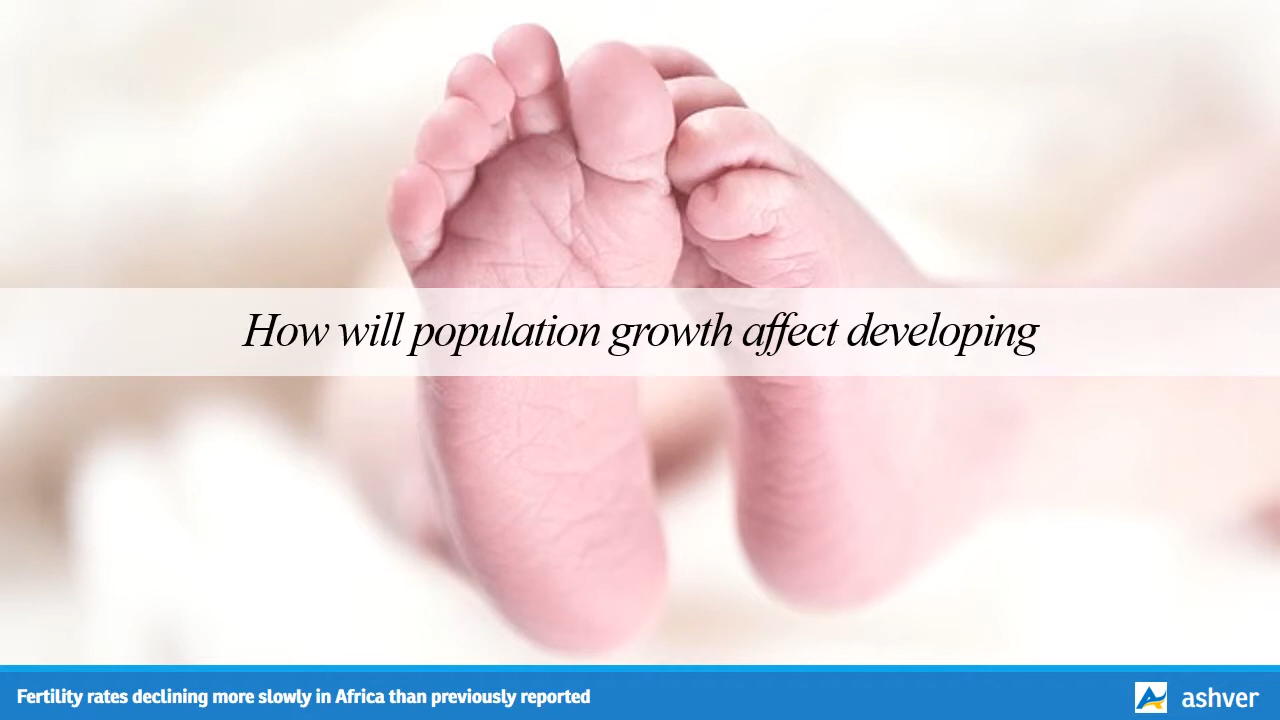 How will population growth affect developing
Fertility rates declining more slowly in Africa than previously reported
ashver